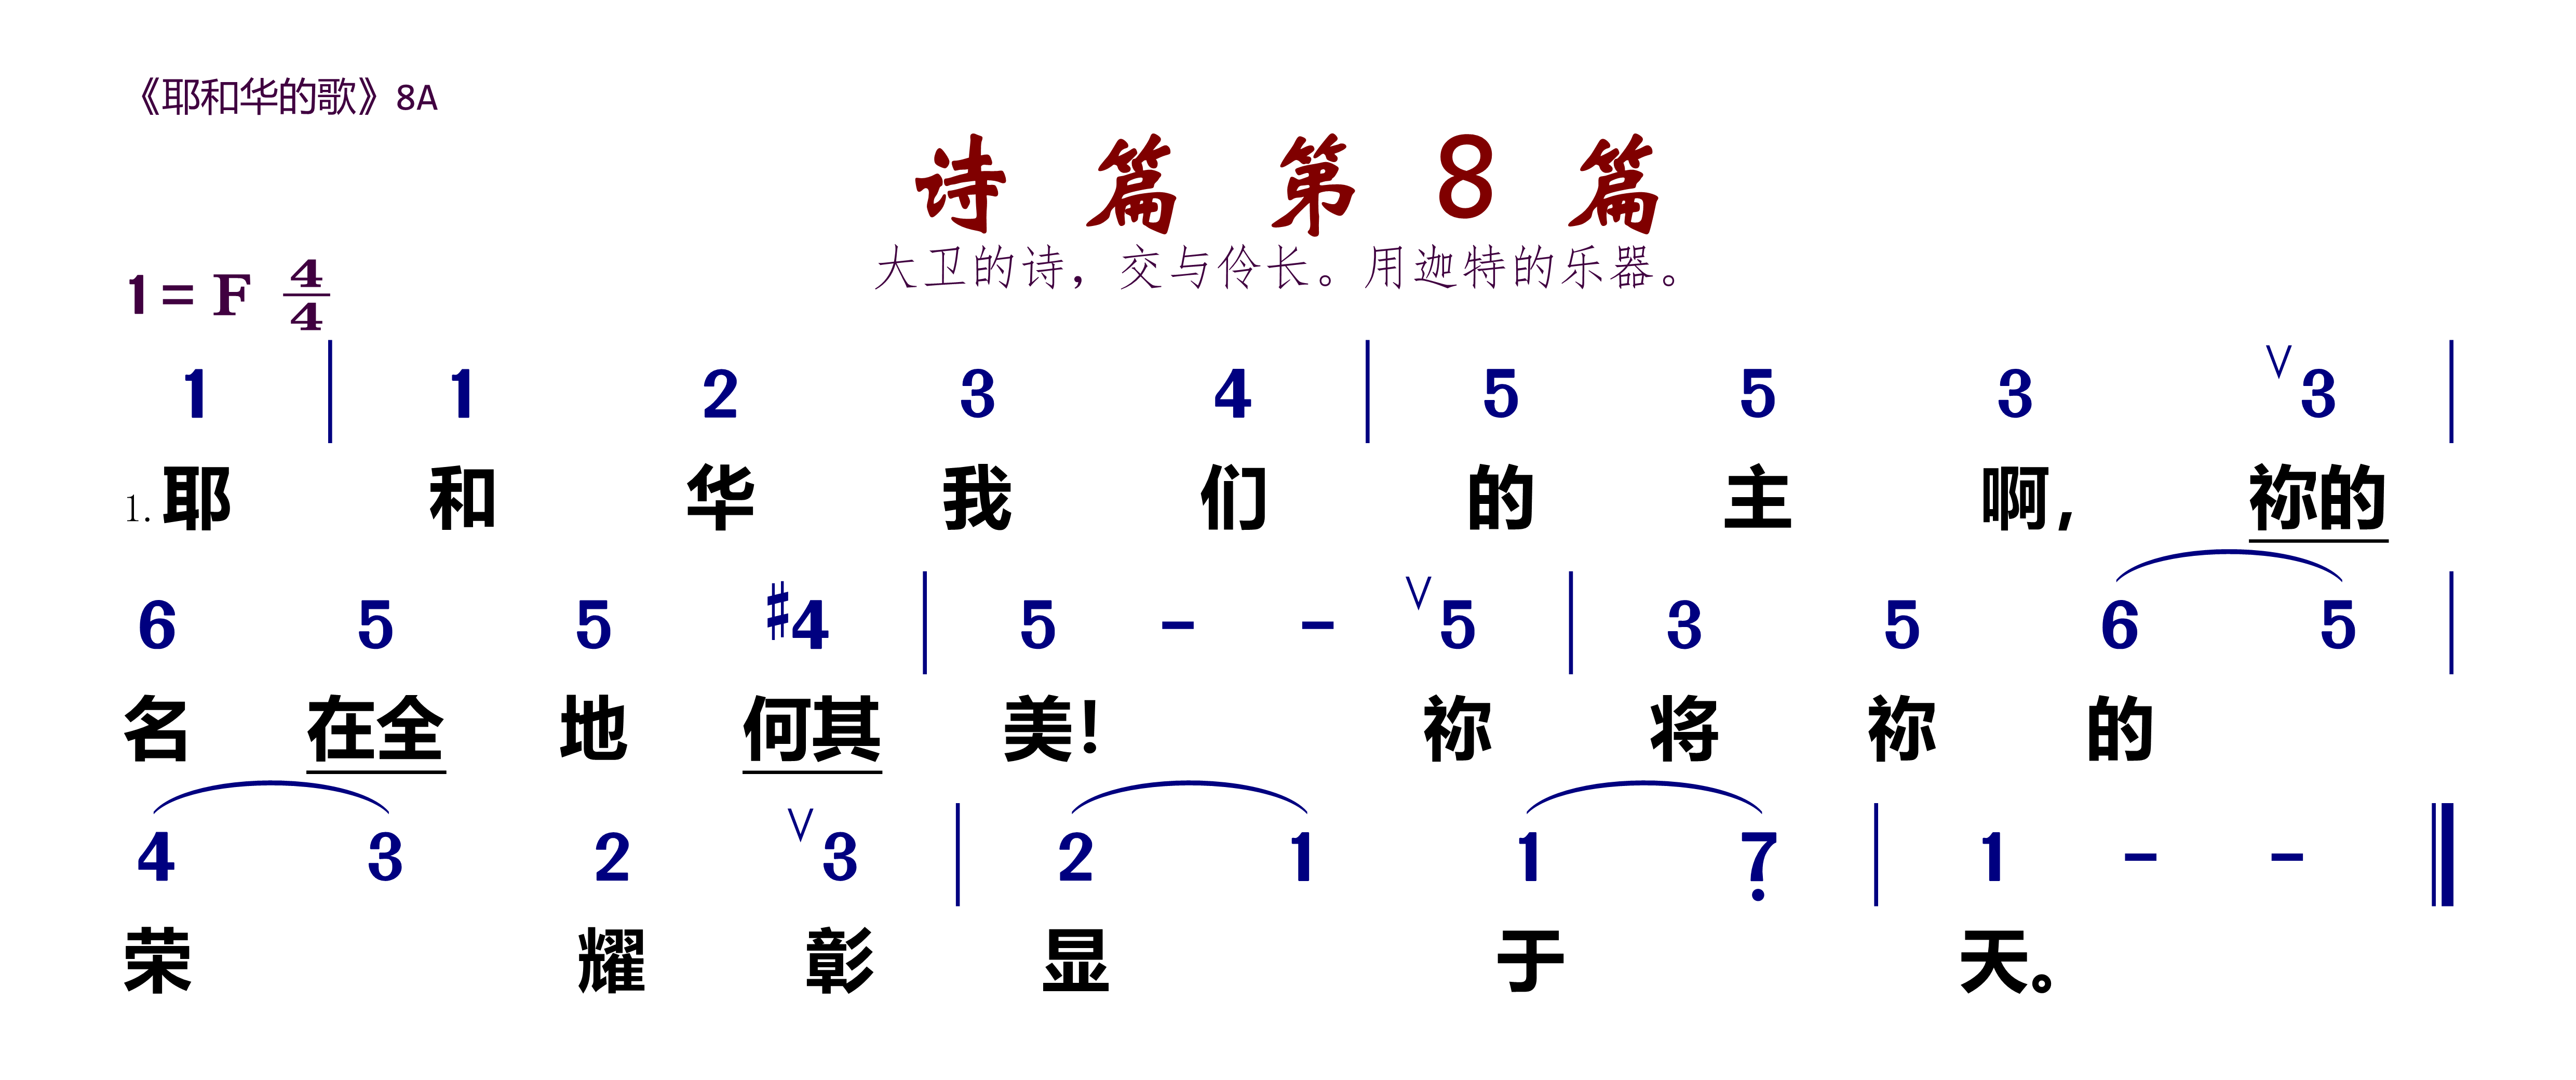 《耶和华的歌》8A
诗 篇 第 8 篇
大卫的诗，交与伶长。用迦特的乐器。
1 = F 4/4
1 | 1 2 3 4 | 5 5 3 ∨3 |
1. 耶 和 华 我 们 的 主 啊, 祢的
6 5 5 #4 | 5 - - ∨5 | 3 5 6 5 |
名 在全 地 何其 美! 祢 将 祢 的
4 3 2 ∨3 | 2 1 1 7̣ | 1 - - ‖
荣 耀 彰 显 于 天。